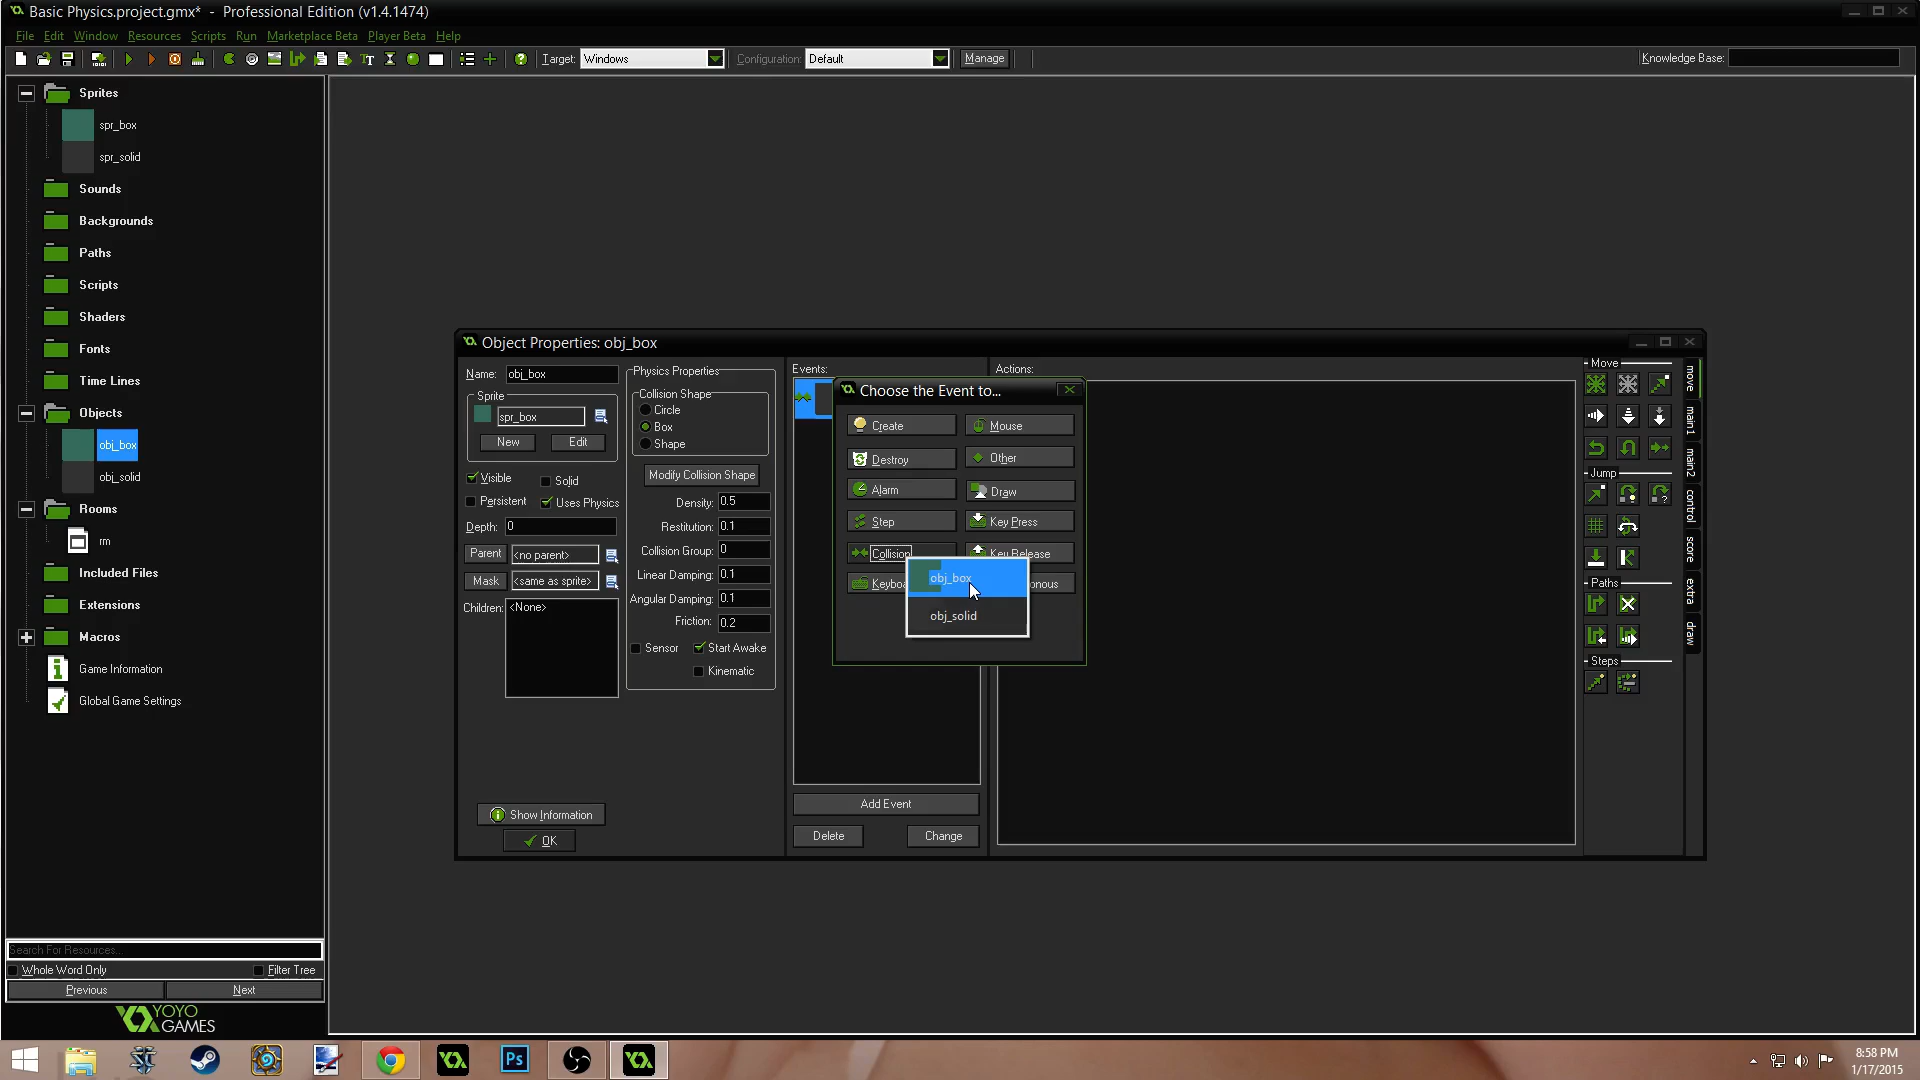 Basic Physics.project.gmx* - Professional Edition (v1.4.1474)
File Edit Window Resources Scripts Run Marketplace Beta Player Beta Help
Target: Windows Configuration: Default Manage Knowledge Base:
Sprites
spr_box
spr_solid
Sounds
Backgrounds
Paths
Scripts
Shaders
Fonts
Time Lines
Objects
obj_box
obj_solid
Rooms
rm
Included Files
Extensions
Macros
Game Information
Global Game Settings
Search For Resources...
Whole Word Only Filter Tree
Previous Next
YOYO
GAMES
Object Properties: obj_box
Name: obj_box
Sprite
spr_box
New Edit
Visible Solid
Persistent Uses Physics
Depth: 0
Parent <no parent>
Mask <same as sprite>
Children: <None>
Show Information
OK
Physics Properties
Collision Shape
Circle
Box
Shape
Modify Collision Shape
Density: 0.5
Restitution: 0.1
Collision Group: 0
Linear Damping: 0.1
Angular Damping: 0.1
Friction: 0.2
Sensor Start Awake
Kinematic
Events:
Add Event
Delete Change
Choose the Event to...
Create Mouse
Destroy Other
Alarm Draw
Step Key Press
Collision Key Release
Keyboa onous
obj_box
obj_solid
Actions:
Move
Jump
Paths
Steps
move
main1
main2
control
score
extra
draw
Ps
8:58 PM
1/17/2015